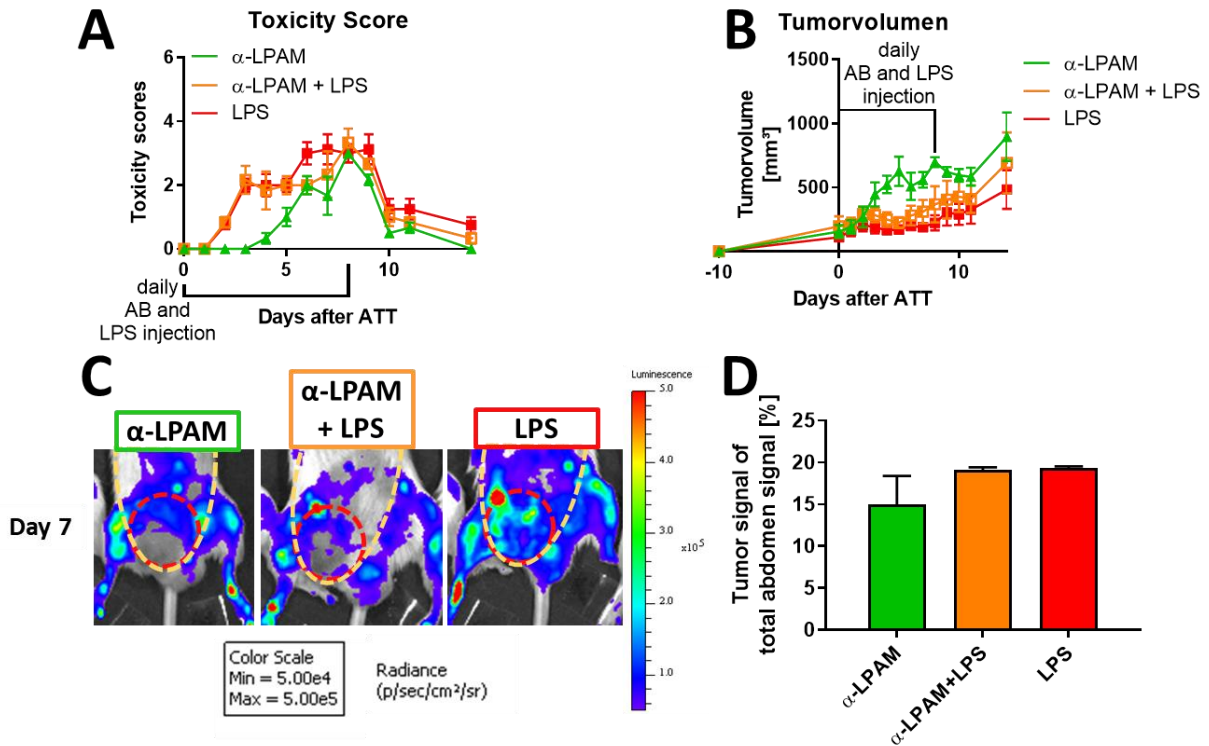 A
Toxicity Score
α-LPAM
α-LPAM + LPS
LPS
Toxicity scores
6
4
2
0
0
5
10
daily
AB and
LPS injection
Days after ATT
B
Tumorvolumen
daily
AB and LPS
injection
α-LPAM
α-LPAM + LPS
LPS
Tumorvolume
[mm³]
1500
1000
500
-10
0
10
Days after ATT
C
α-LPAM
α-LPAM
+ LPS
LPS
Day 7
Luminescence
5.0
4.0
3.0
x10⁵
2.0
1.0
Color Scale
Min = 5.00e4
Max = 5.00e5
Radiance
(p/sec/cm²/sr)
D
Tumor signal of
total abdomen signal [%]
25
20
15
10
5
0
α-LPAM
α-LPAM+LPS
LPS